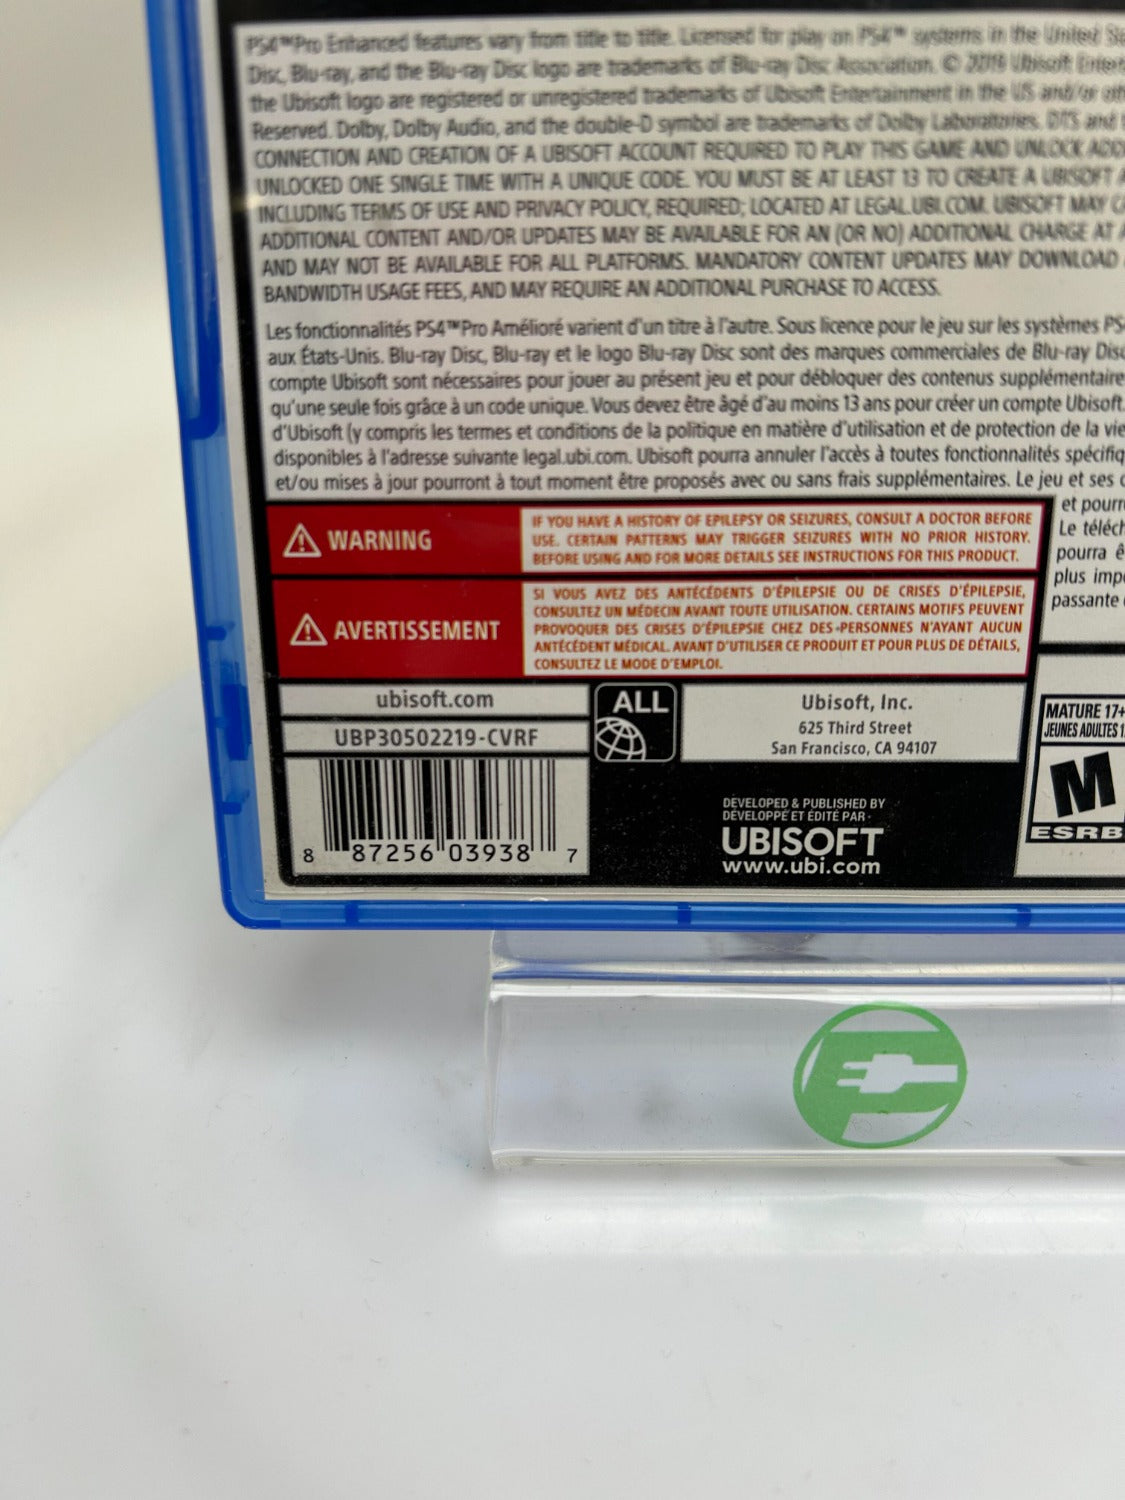 PS4™Pro Enhanced features vary from title to title. Licensed for play on PS4™ systems in the United
Disc, Blu-ray, and the Blu-ray Disc logo are trademarks of Blu-ray Disc Association. © Ubisoft
the Ubisoft logo are registered or unregistered trademarks of Ubisoft Entertainment in the US and/or
Reserved. Dolby, Dolby Audio, and the double-D symbol are trademarks of Dolby Laboratories. DTS and
CONNECTION AND CREATION OF A UBISOFT ACCOUNT REQUIRED TO PLAY THIS GAME AND UNLOCK
UNLOCKED ONE SINGLE TIME WITH A UNIQUE CODE. YOU MUST BE AT LEAST 13 TO CREATE A UBISOFT
INCLUDING TERMS OF USE AND PRIVACY POLICY, REQUIRED; LOCATED AT LEGAL.UBI.COM. UBISOFT MAY
ADDITIONAL CONTENT AND/OR UPDATES MAY BE AVAILABLE FOR AN (OR NO) ADDITIONAL CHARGE AT
AND MAY NOT BE AVAILABLE FOR ALL PLATFORMS. MANDATORY CONTENT UPDATES MAY DOWNLOAD
BANDWIDTH USAGE FEES, AND MAY REQUIRE AN ADDITIONAL PURCHASE TO ACCESS.
Les fonctionnalités PS4™Pro Amélioré varient d'un titre à l'autre. Sous licence pour le jeu sur les systèmes
aux États-Unis. Blu-ray Disc, Blu-ray et le logo Blu-ray Disc sont des marques commerciales de Blu-ray Disc
compte Ubisoft sont nécessaires pour jouer au présent jeu et pour débloquer des contenus supplémentaire
qu'une seule fois grâce à un code unique. Vous devez être âgé d'au moins 13 ans pour créer un compte Ubisoft.
d'Ubisoft (y compris les termes et conditions de la politique en matière d'utilisation et de protection de la vie
disponibles à l'adresse suivante legal.ubi.com. Ubisoft pourra annuler l'accès à toutes fonctionnalités spécifiq
et/ou mises à jour pourront à tout moment être proposés avec ou sans frais supplémentaires. Le jeu et ses
et pourr
Le téléch
pourra ê
plus imp
passante
WARNING
IF YOU HAVE A HISTORY OF EPILEPSY OR SEIZURES, CONSULT A DOCTOR BEFORE
USE. CERTAIN PATTERNS MAY TRIGGER SEIZURES WITH NO PRIOR HISTORY.
BEFORE USING AND FOR MORE DETAILS SEE INSTRUCTIONS FOR THIS PRODUCT.
AVERTISSEMENT
SI VOUS AVEZ DES ANTÉCÉDENTS D'ÉPILEPSIE OU DE CRISES D'ÉPILEPSIE,
CONSULTEZ UN MÉDECIN AVANT TOUTE UTILISATION. CERTAINS MOTIFS PEUVENT
PROVOQUER DES CRISES D'ÉPILEPSIE CHEZ DES PERSONNES N'AYANT AUCUN
ANTÉCÉDENT MÉDICAL. AVANT D'UTILISER CE PRODUIT ET POUR PLUS DE DÉTAILS,
CONSULTEZ LE MODE D'EMPLOI.
ubisoft.com
UBP30502219-CVRF
ALL
Ubisoft, Inc.
625 Third Street
San Francisco, CA 94107
MATURE 17+
JEUNES ADULTES 1
M
ESRB
8 87256 03938 7
DEVELOPED & PUBLISHED BY
DÉVELOPPÉ ET ÉDITÉ PAR
UBISOFT
www.ubi.com